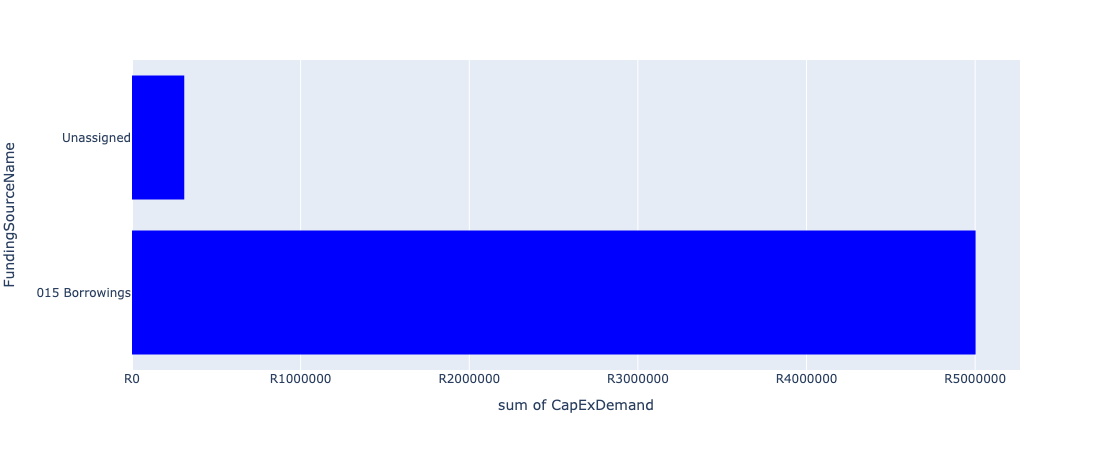 FundingSourceName
Unassigned
015 Borrowings
R0 R1000000 R2000000 R3000000 R4000000 R5000000
sum of CapExDemand